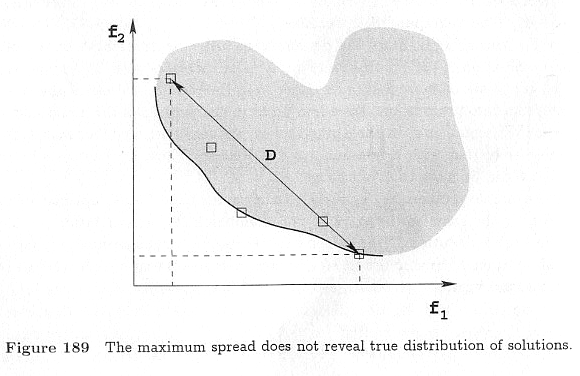 f2
D
f1
Figure 189 The maximum spread does not reveal true distribution of solutions.